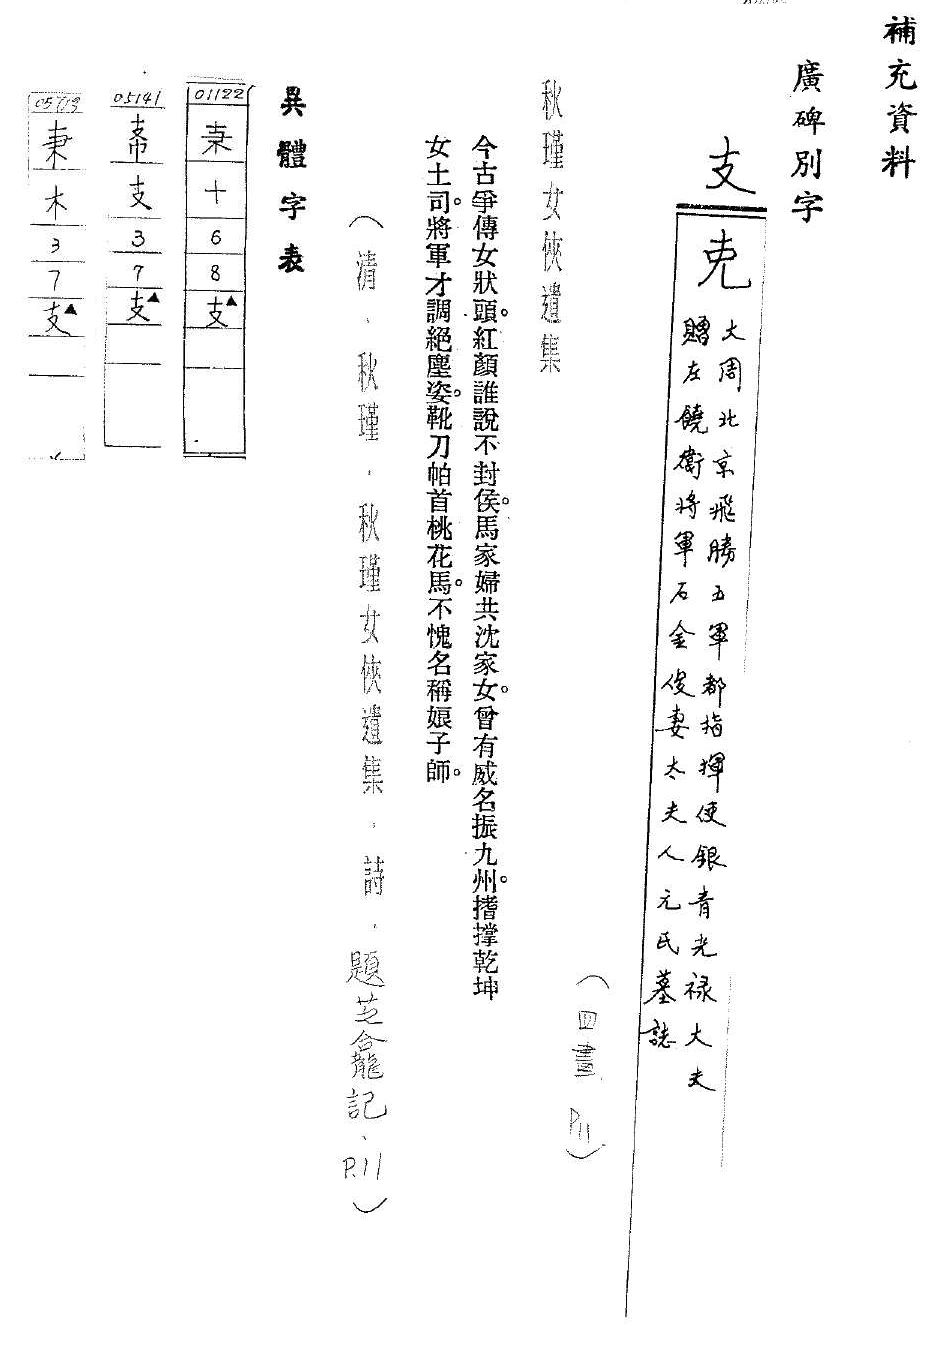 補充資料
廣碑別字
支
大周北京飛勝五軍都指揮使銀青光祿大夫
贈左饒衛將軍石金俊妻太夫人元氏墓誌
(四畫 P11)
秋瑾女俠遺集
今古爭傳女狀頭。紅顏誰說不封侯。馬家婦共沈家女。曾有威名振九州。撍撐乾坤
女土司。將軍才調絕塵姿。靴刀帕首桃花馬。不愧名稱娘子師。
(清.秋瑾.秋瑾女俠遺集.詩.題芝龕記、P.11)
異體字表
01122
十
6
8
支▲
05141
支
3
7
支▲
05719
木
3
7
支▲